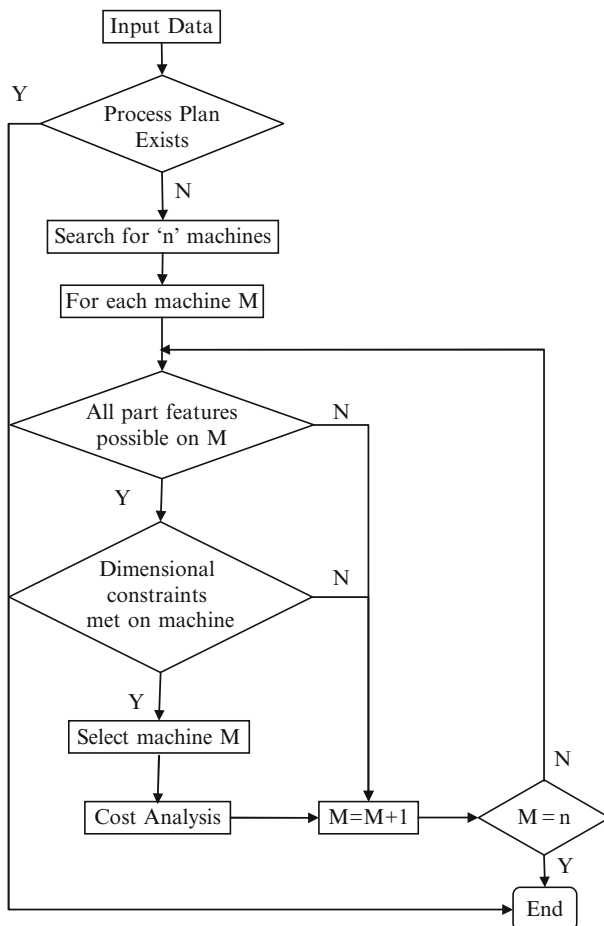 Input Data
Y
Process Plan
Exists
N
Search for ‘n’ machines
For each machine M
All part features
possible on M
N
Y
Dimensional
constraints
met on machine
N
Y
Select machine M
N
Cost Analysis
M=M+1
M = n
Y
End